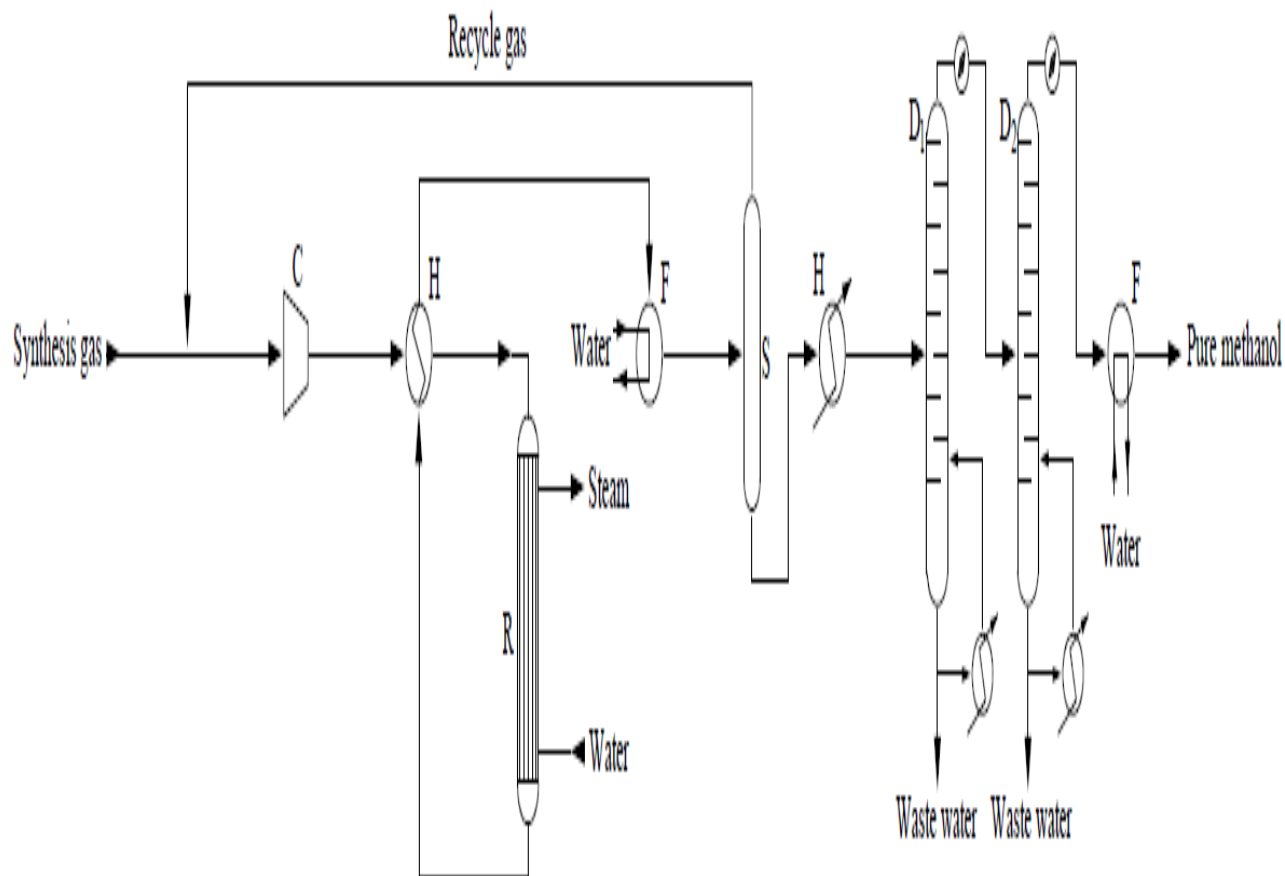 Recycle gas
D1
D2
C
H
F
H
F
Synthesis gas
Water
S
Pure methanol
Steam
Water
R
Water
Waste water
Waste water